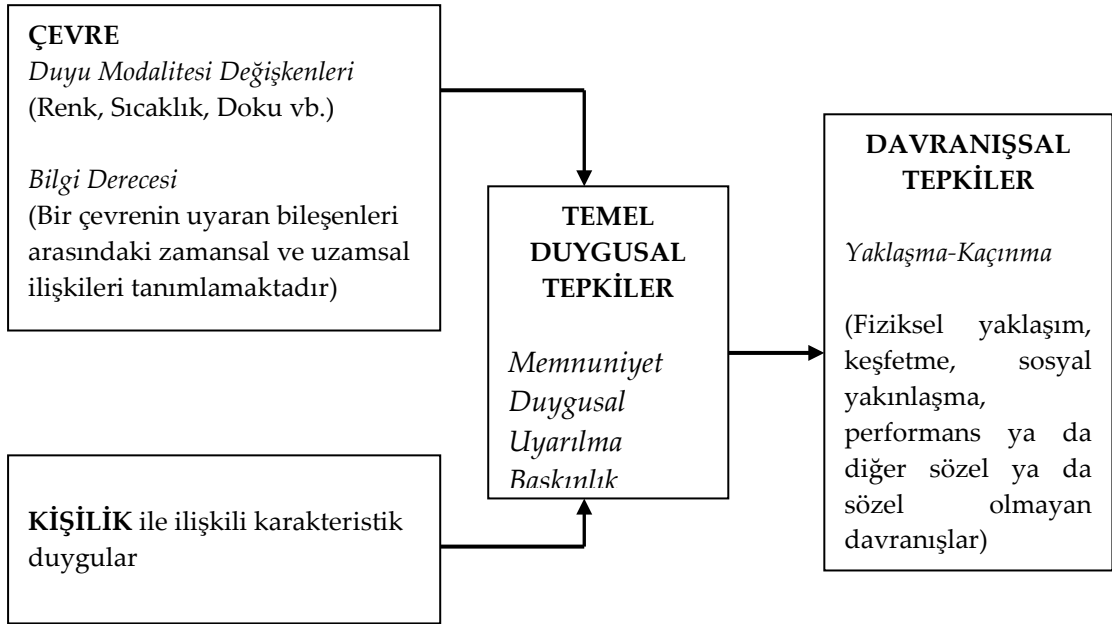 ÇEVRE
Duyu Modalitesi Değişkenleri
(Renk, Sıcaklık, Doku vb.)
Bilgi Derecesi
(Bir çevrenin uyaran bileşenleri
arasındaki zamansal ve uzamsal
ilişkileri tanımlamaktadır)
KİŞİLİK ile ilişkili karakteristik
duygular
TEMEL
DUYGUSAL
TEPKİLER
Memnuniyet
Duygusal
Uyarılma
Baskınlık
DAVRANIŞSAL
TEPKİLER
Yaklaşma-Kaçınma
(Fiziksel yaklaşım,
keşfetme, sosyal
yakınlaşma,
performans ya da
diğer sözel ya da
sözel olmayan
davranışlar)